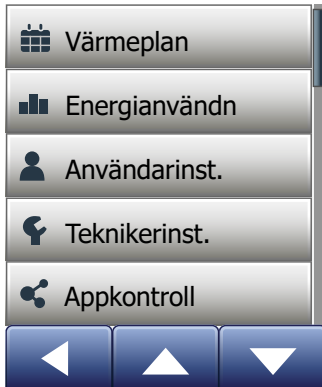 Värmeplan
Energianvändn
Användarinst.
Teknikerinst.
Appkontroll